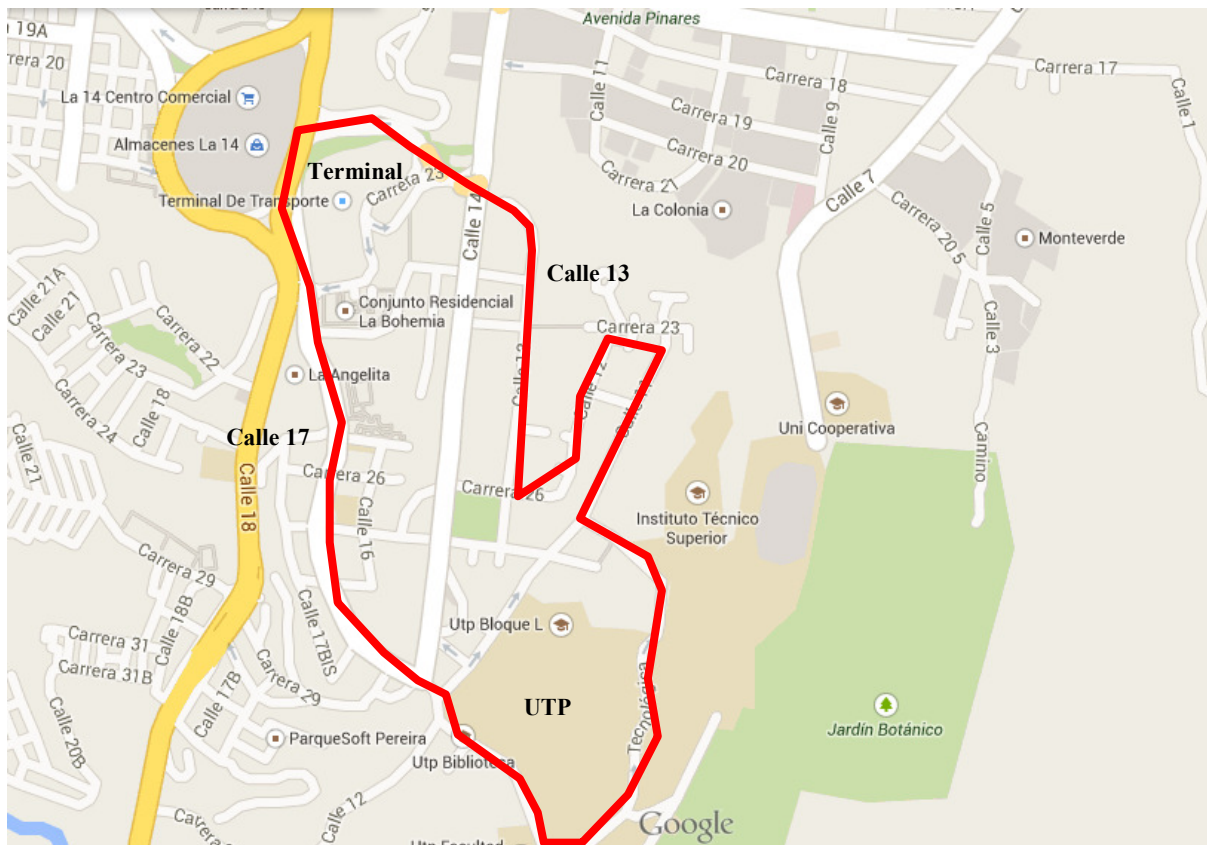 Avenida Pinares
19A
Carrera 17
rrera 20
Carrera 18
Calle 11
Calle 9
Calle 1
La 14 Centro Comercial
Carrera 19
Almacenes La 14
Carrera 20
Terminal
Carrera 23
Carrera 21
Calle 7
Terminal De Transporte
La Colonia
Calle 14
Carrera 20 5
Calle 5
Monteverde
Calle 13
Calle 21A
Calle 21
Conjunto Residencial
La Bohemia
Carrera 23
Carrera 22
Calle 3
Carrera 23
La Angelita
Calle 12
Calle 18
Carrera 24
Uni Cooperativa
Calle 17
Camino
Calle 21
Carrera 26
Carrera 26
Calle 18
Instituto Técnico
Superior
Calle 16
Carrera 29
Calle 18B
Utp Bloque L
Carrera 31
Calle 17BIS
Carrera 31B
Carrera 29
Calle 17B
UTP
Tecnológica
Jardín Botánico
ParqueSoft Pereira
Calle 20B
Utp Biblioteca
Calle 12
Google